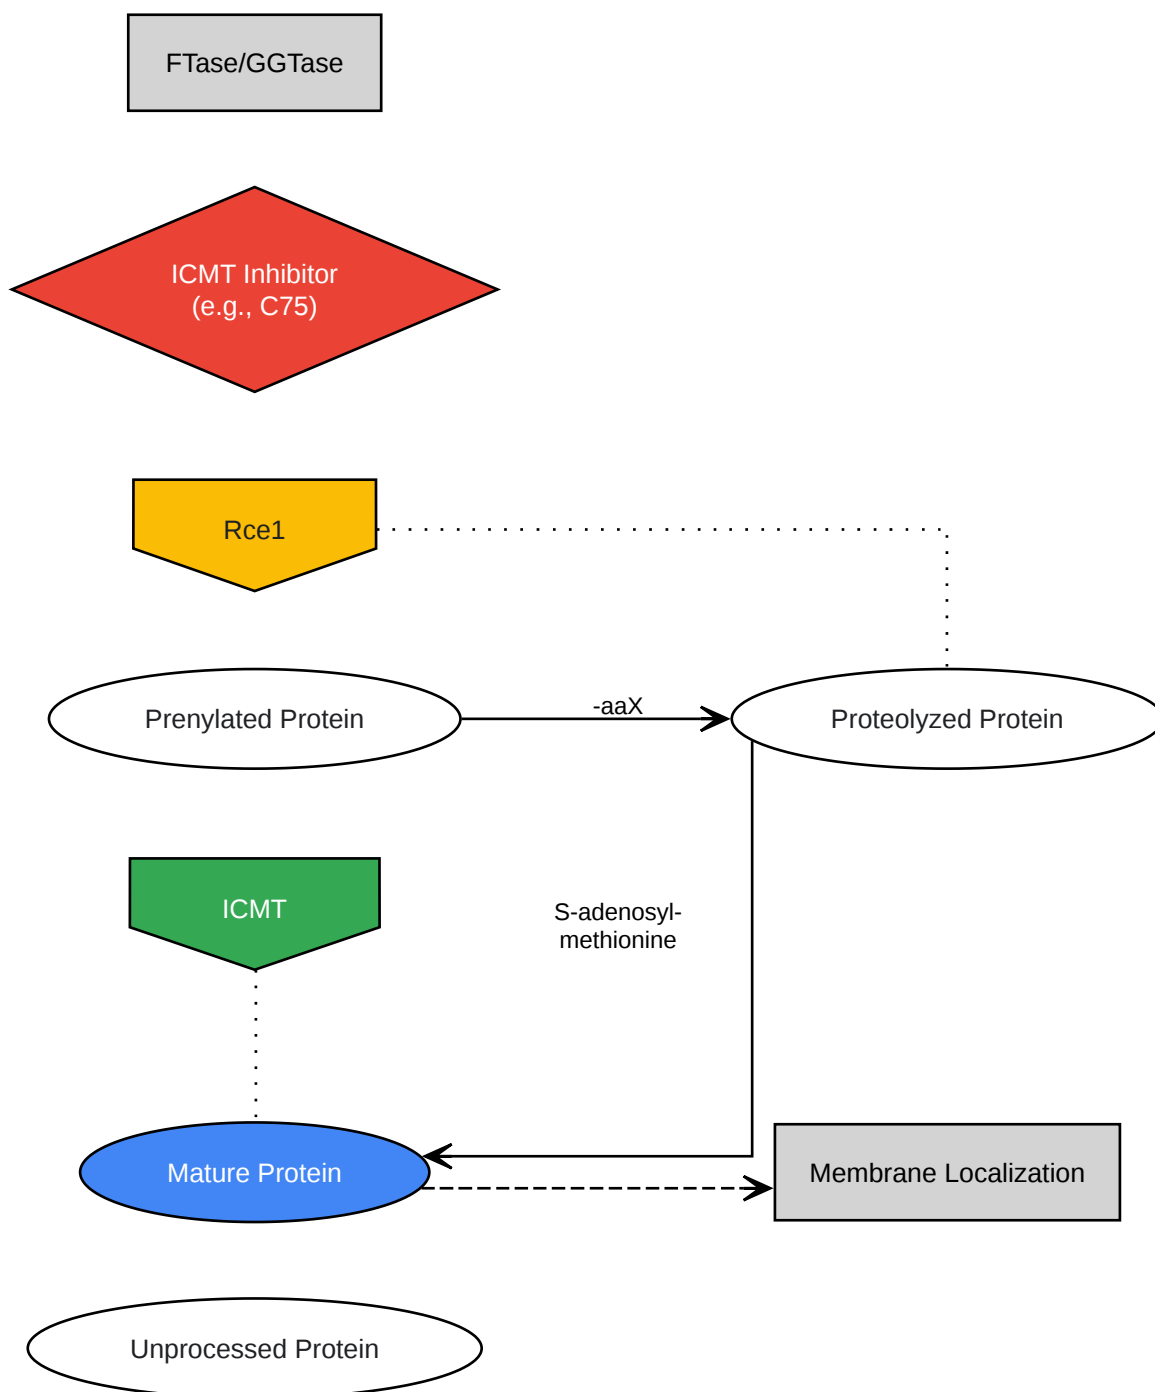 FTase/GGTase
ICMT Inhibitor
(e.g., C75)
Rce1
Prenylated Protein
-aaX
Proteolyzed Protein
ICMT
S-adenosyl-
methionine
Mature Protein
Membrane Localization
Unprocessed Protein